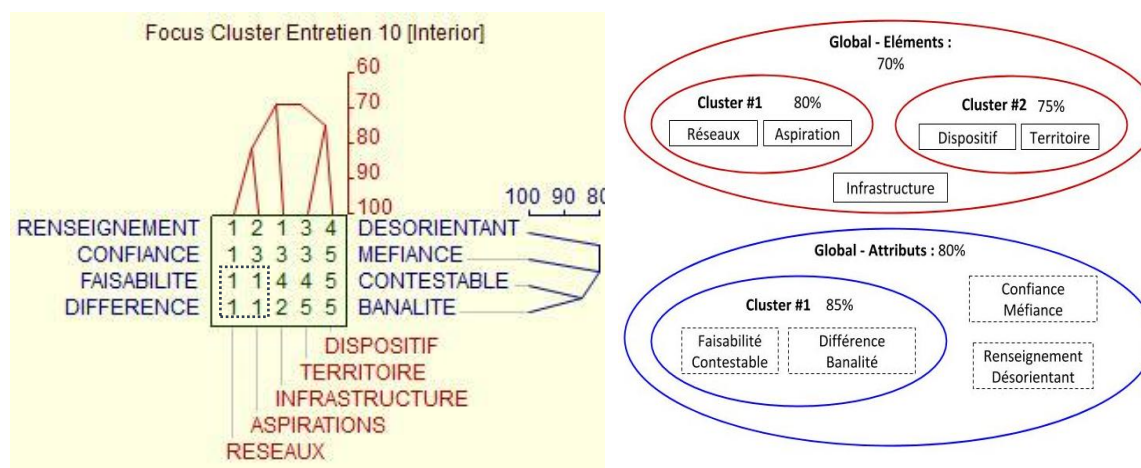 Focus Cluster Entretien 10 [Interior]
60
70
80
90
100
100 90 80
RENSEIGNEMENT 1 2 1 3 4 DESORIENTANT
CONFIANCE 1 3 3 3 5 MEFIANCE
FAISABILITE 1 1 4 4 5 CONTESTABLE
DIFFERENCE 1 1 2 5 5 BANALITE
DISPOSITIF
TERRITOIRE
INFRASTRUCTURE
ASPIRATIONS
RESEAUX
Global - Eléments :
70%
Cluster #1 80%
Réseaux Aspiration
Cluster #2 75%
Dispositif Territoire
Infrastructure
Global - Attributs : 80%
Cluster #1 85%
Faisabilité
Contestable
Différence
Banalité
Confiance
Méfiance
Renseignement
Désorientant